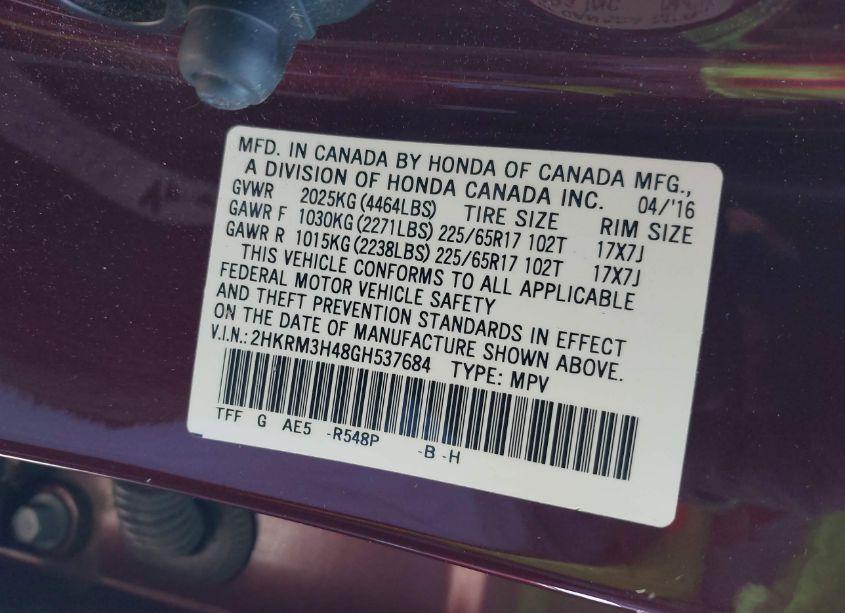 MFD. IN CANADA BY HONDA OF CANADA MFG.,
A DIVISION OF HONDA CANADA INC. 04/'16
GVWR 2025KG (4464LBS) TIRE SIZE RIM SIZE
GAWR F 1030KG (2271LBS) 225/65R17 102T 17X7J
GAWR R 1015KG (2238LBS) 225/65R17 102T 17X7J
THIS VEHICLE CONFORMS TO ALL APPLICABLE
FEDERAL MOTOR VEHICLE SAFETY
AND THEFT PREVENTION STANDARDS IN EFFECT
ON THE DATE OF MANUFACTURE SHOWN ABOVE.
V.I.N.: 2HKRM3H48GH537684 TYPE: MPV
TFF G AE5 -R548P -B -H